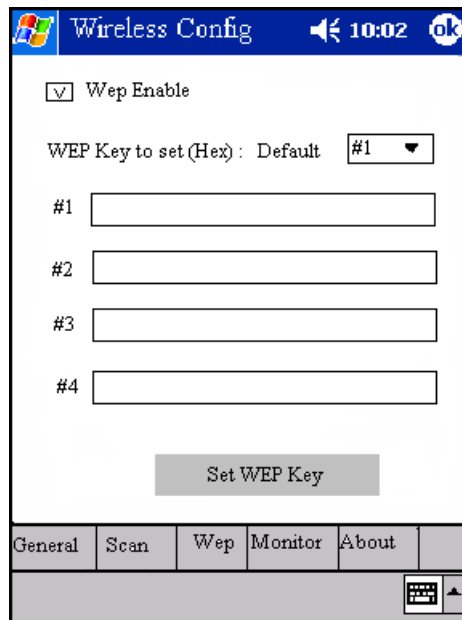 Wireless Config 10:02 ok
V Wep Enable
WEP Key to set (Hex) : Default #1
#1
#2
#3
#4
Set WEP Key
General Scan Wep Monitor About